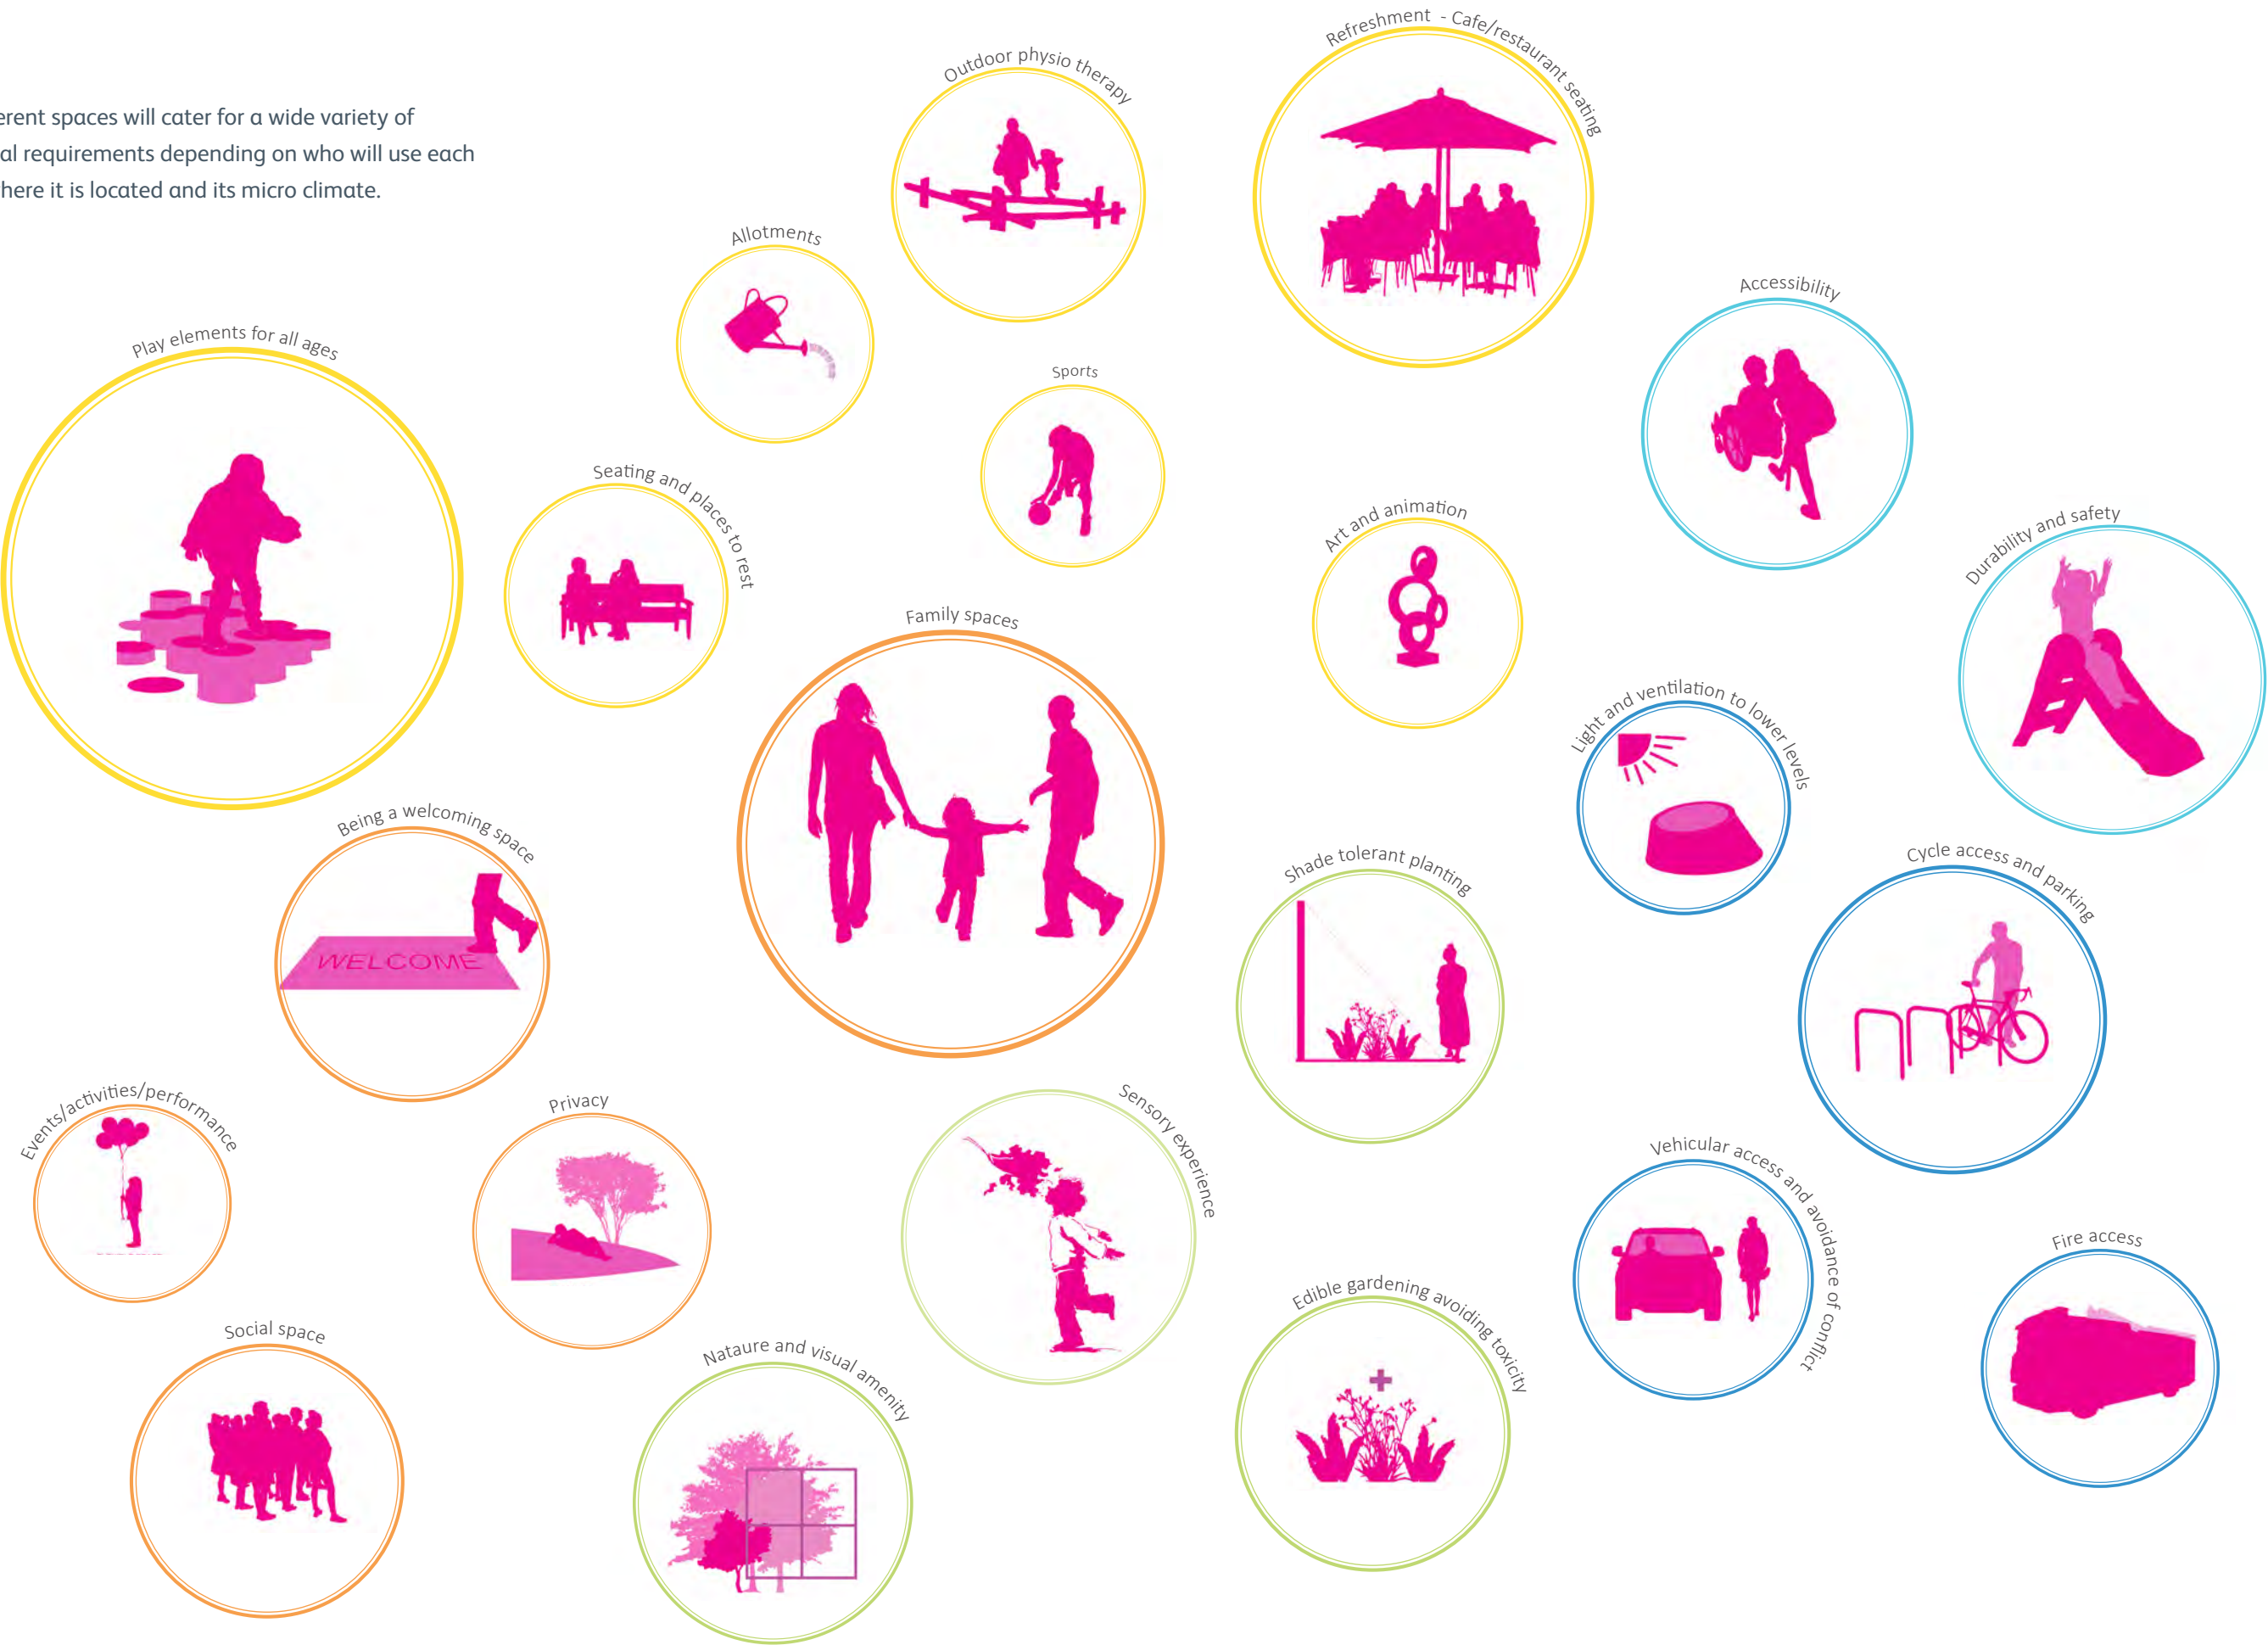 erent spaces will cater for a wide variety of
al requirements depending on who will use each
here it is located and its micro climate.
Refreshment - Cafe/restaurant seating
Outdoor physio therapy
Allotments
Accessibility
Play elements for all ages
Sports
Seating and places to rest
Art and animation
Durability and safety
Family spaces
Light and ventilation to lower levels
Being a welcoming space
WELCOME
Shade tolerant planting
Cycle access and parking
Events/activities/performance
Privacy
Sensory experience
Vehicular access and avoidance of conflict
Fire access
Social space
Nataure and visual amenity
Edible gardening avoiding toxicity